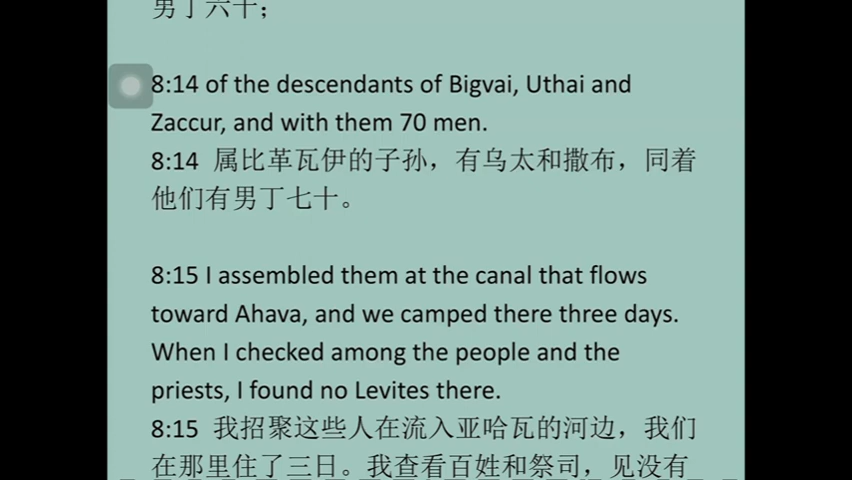 男丁六十；
8:14 of the descendants of Bigvai, Uthai and
Zaccur, and with them 70 men.
8:14 属比革瓦伊的子孙，有乌太和撒布，同着
他们有男丁七十。
8:15 I assembled them at the canal that flows
toward Ahava, and we camped there three days.
When I checked among the people and the
priests, I found no Levites there.
8:15 我招聚这些人在流入亚哈瓦的河边，我们
在那里住了三日。我查看百姓和祭司，见没有